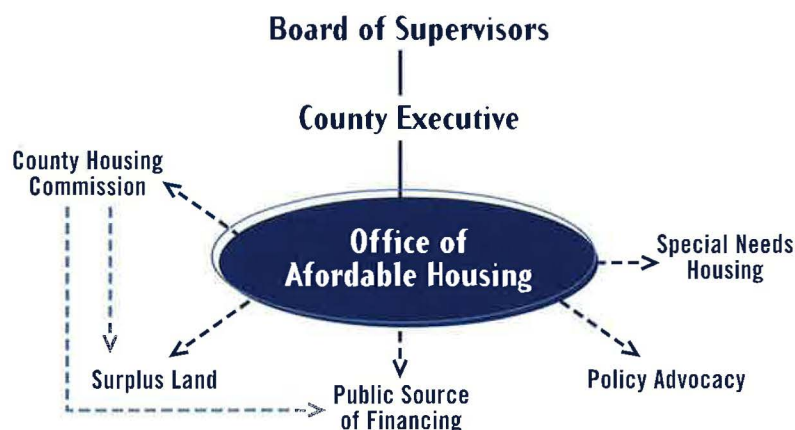 Board of Supervisors
County Executive
County Housing
Commission
Office of
Afordable Housing
Special Needs
Housing
Surplus Land
Public Source
of Financing
Policy Advocacy